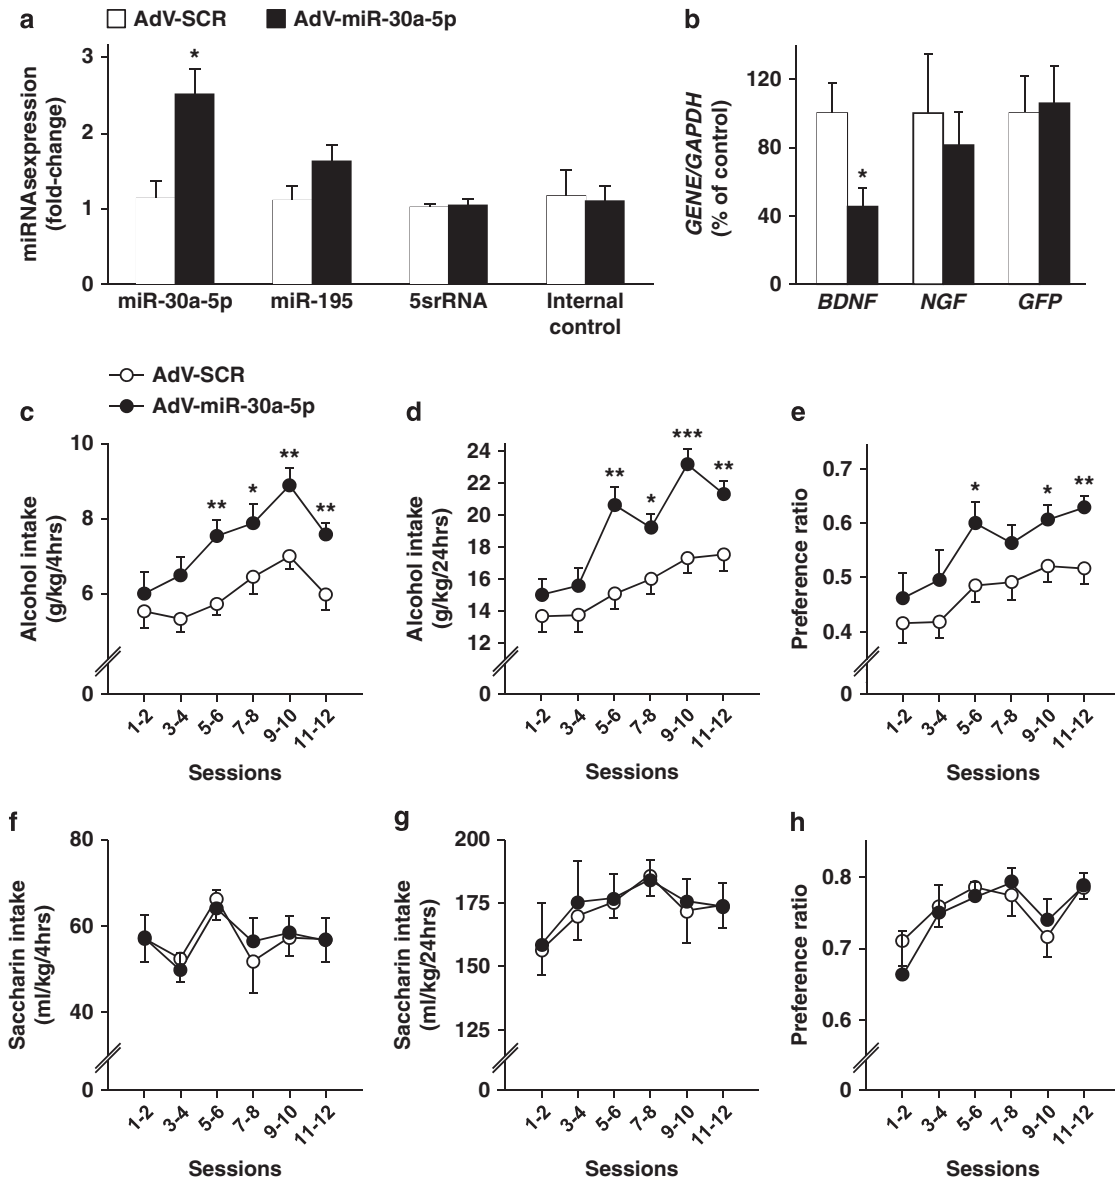 a
AdV-SCR
AdV-miR-30a-5p
miRNAsexpression
(fold-change)
3
2
1
0
*
miR-30a-5p
miR-195
5srRNA
Internal
control
b
GENE/GAPDH
(% of control)
120
80
40
0
*
BDNF
NGF
GFP
AdV-SCR
AdV-miR-30a-5p
c
Alcohol intake
(g/kg/4hrs)
10
8
6
0
**
*
**
**
1-2
3-4
5-6
7-8
9-10
11-12
Sessions
d
Alcohol intake
(g/kg/24hrs)
24
22
20
18
16
14
12
0
**
*
***
**
1-2
3-4
5-6
7-8
9-10
11-12
Sessions
e
Preference ratio
0.7
0.6
0.5
0.4
0
*
*
**
1-2
3-4
5-6
7-8
9-10
11-12
Sessions
f
Saccharin intake
(ml/kg/4hrs)
80
60
40
0
1-2
3-4
5-6
7-8
9-10
11-12
Sessions
g
Saccharin intake
(ml/kg/24hrs)
200
175
150
125
0
1-2
3-4
5-6
7-8
9-10
11-12
Sessions
h
Preference ratio
0.8
0.7
0.6
0
1-2
3-4
5-6
7-8
9-10
11-12
Sessions